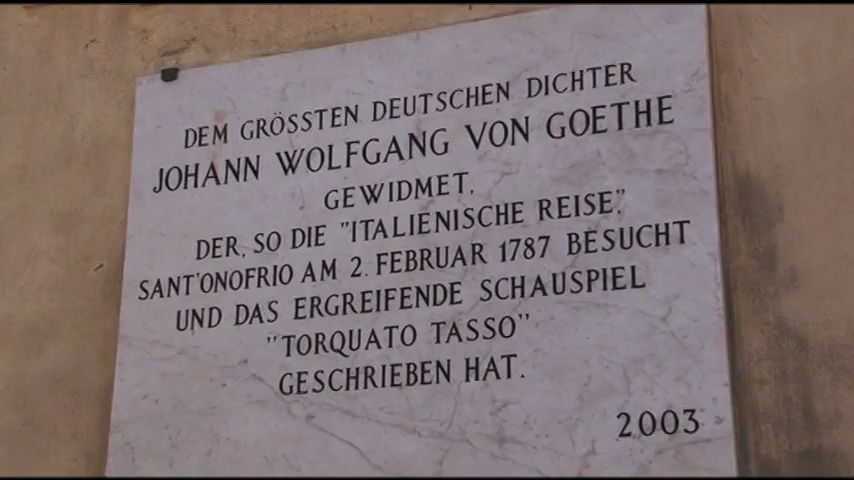 DEM GRÖSSTEN DEUTSCHEN DICHTER
JOHANN WOLFGANG VON GOETHE
GEWIDMET,
DER, SO DIE "ITALIENISCHE REISE",
SANT'ONOFRIO AM 2. FEBRUAR 1787 BESUCHT
UND DAS ERGREIFENDE SCHAUSPIEL
"TORQUATO TASSO"
GESCHRIEBEN HAT.
2003